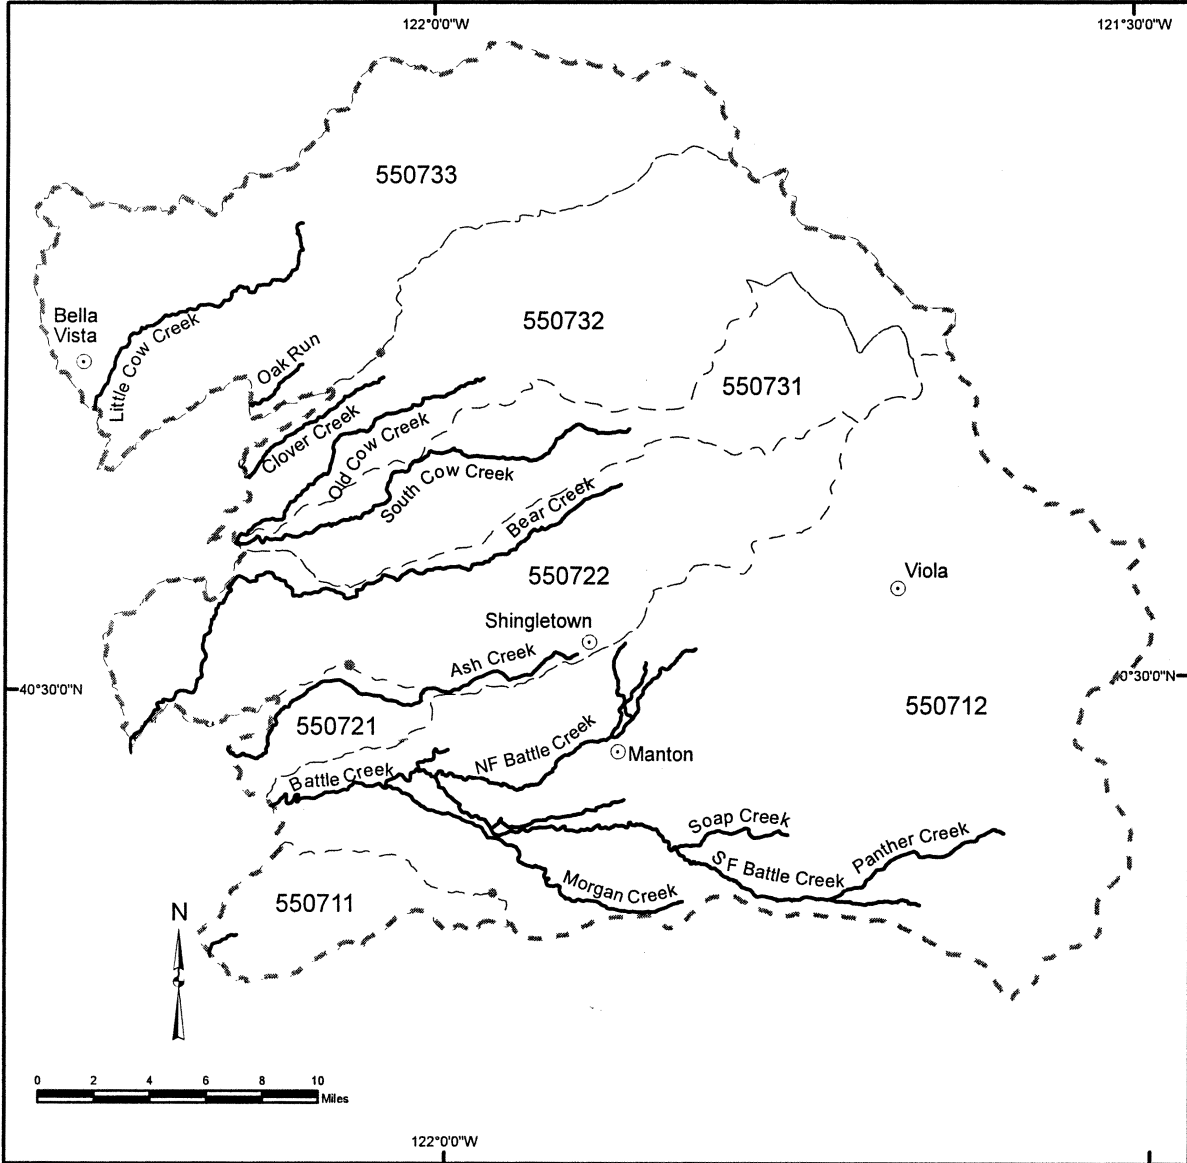 122°0'0"W
121°30'0"W
550733
Bella
Vista
Little Cow Creek
Oak Run
550732
550731
Clover Creek
Old Cow Creek
South Cow Creek
Bear Creek
550722
Viola
Shingletown
Ash Creek
40°30'0"N
0°30'0"N
550721
550712
NF Battle Creek
Manton
Battle Creek
Soap Creek
Panther Creek
SF Battle Creek
Morgan Creek
550711
N
0 2 4 6 8 10
Miles
122°0'0"W